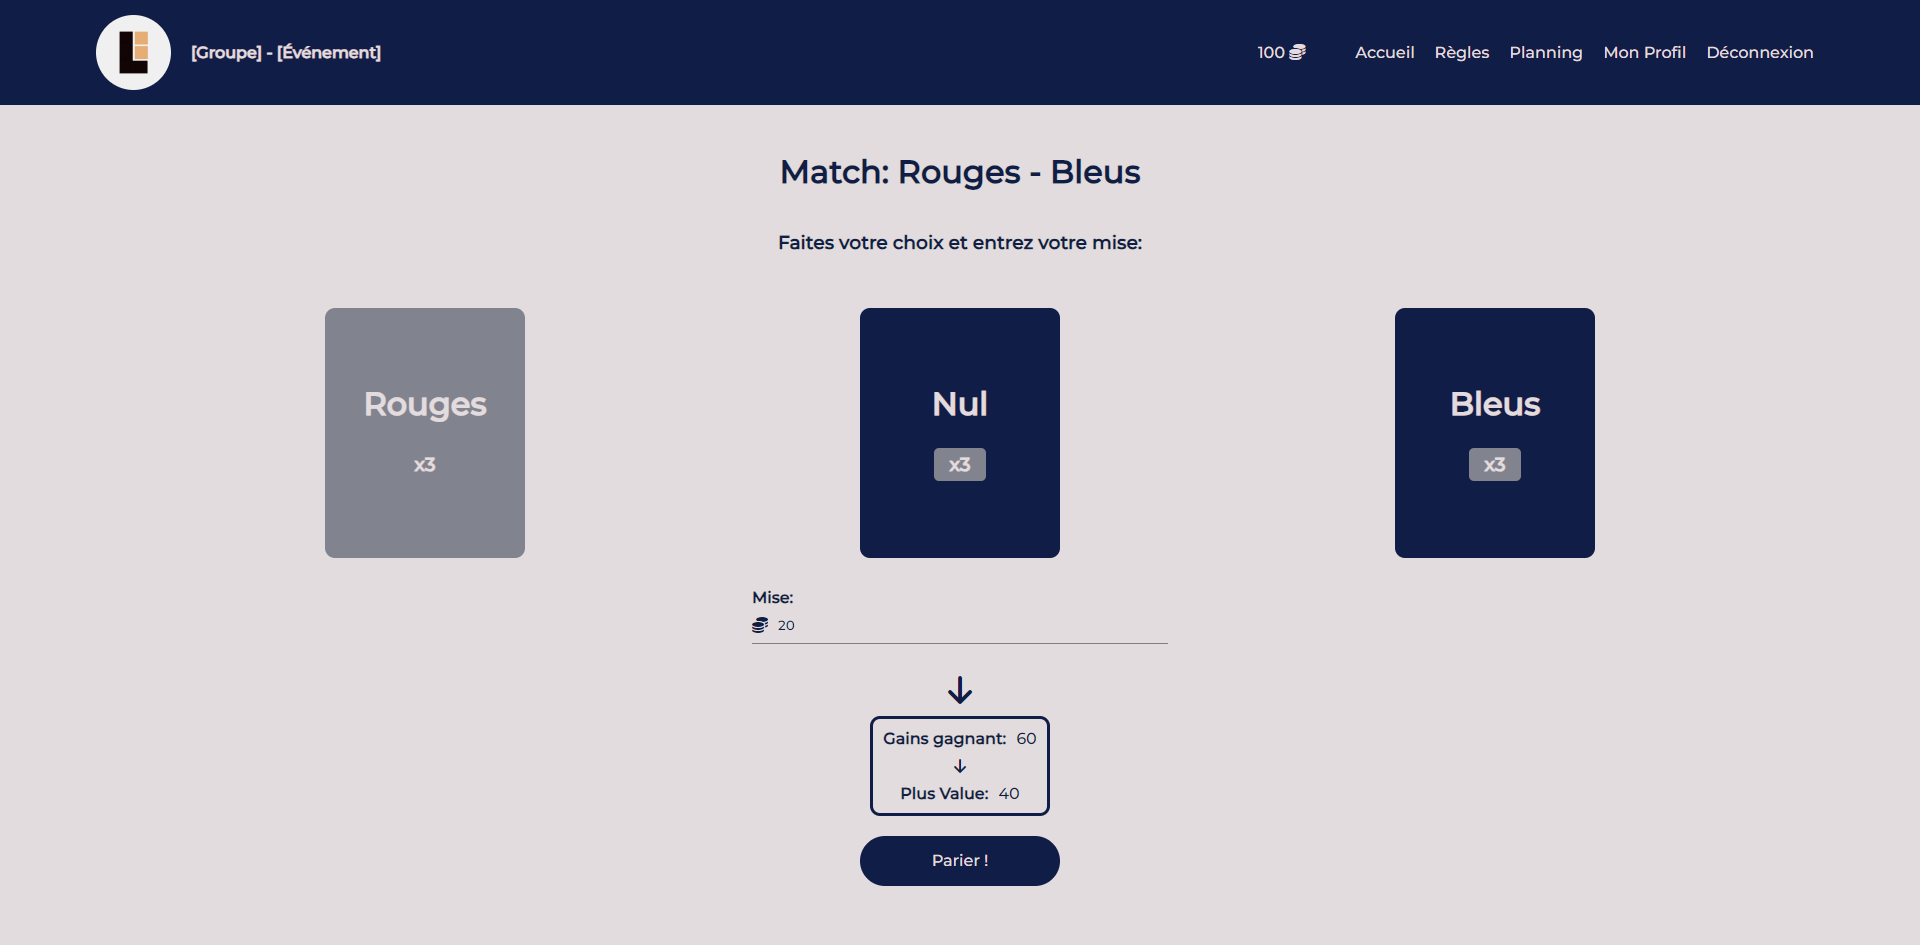 [Groupe] - [Événement]
100
Accueil
Règles
Planning
Mon Profil
Déconnexion
Match: Rouges - Bleus
Faites votre choix et entrez votre mise:
Rouges
x3
Nul
x3
Bleus
x3
Mise:
20
Gains gagnant: 60
Plus Value: 40
Parier !